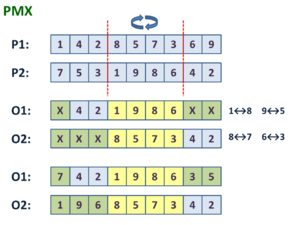 PMX
P1: 1 4 2 8 5 7 3 6 9
P2: 7 5 3 1 9 8 6 4 2
O1: X 4 2 1 9 8 6 X X 1↔8 9↔5
O2: X X X 8 5 7 3 4 2 8↔7 6↔3
O1: 7 4 2 1 9 8 6 3 5
O2: 1 9 6 8 5 7 3 4 2